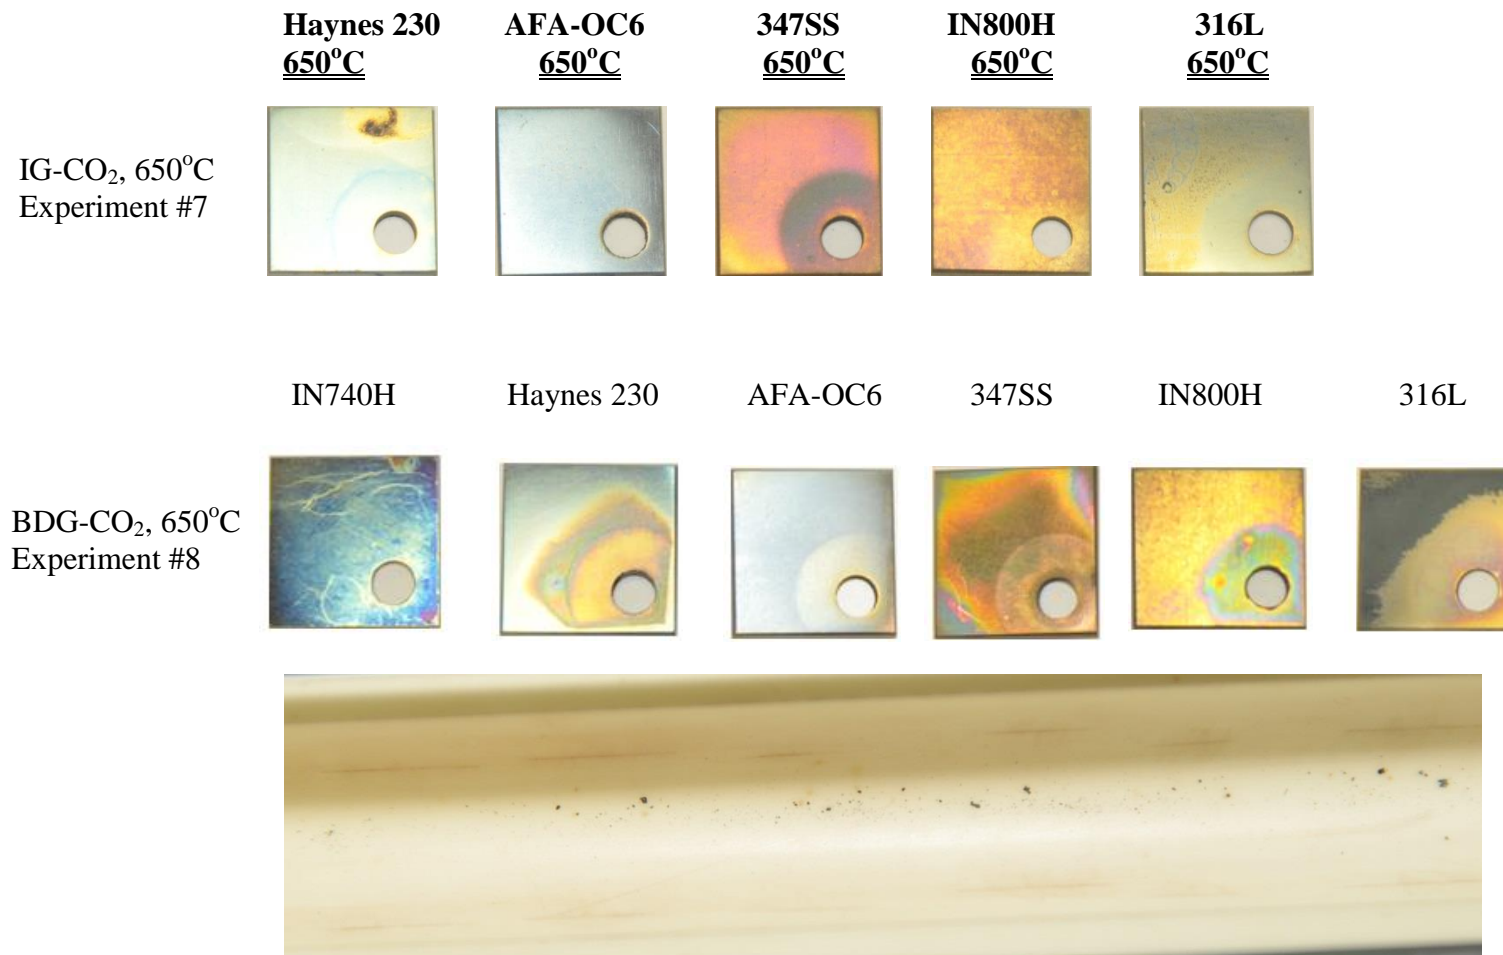 Haynes 230 AFA-OC6 347SS IN800H 316L
650°C 650°C 650°C 650°C 650°C
IG-CO₂, 650°C
Experiment #7
IN740H Haynes 230 AFA-OC6 347SS IN800H 316L
BDG-CO₂, 650°C
Experiment #8